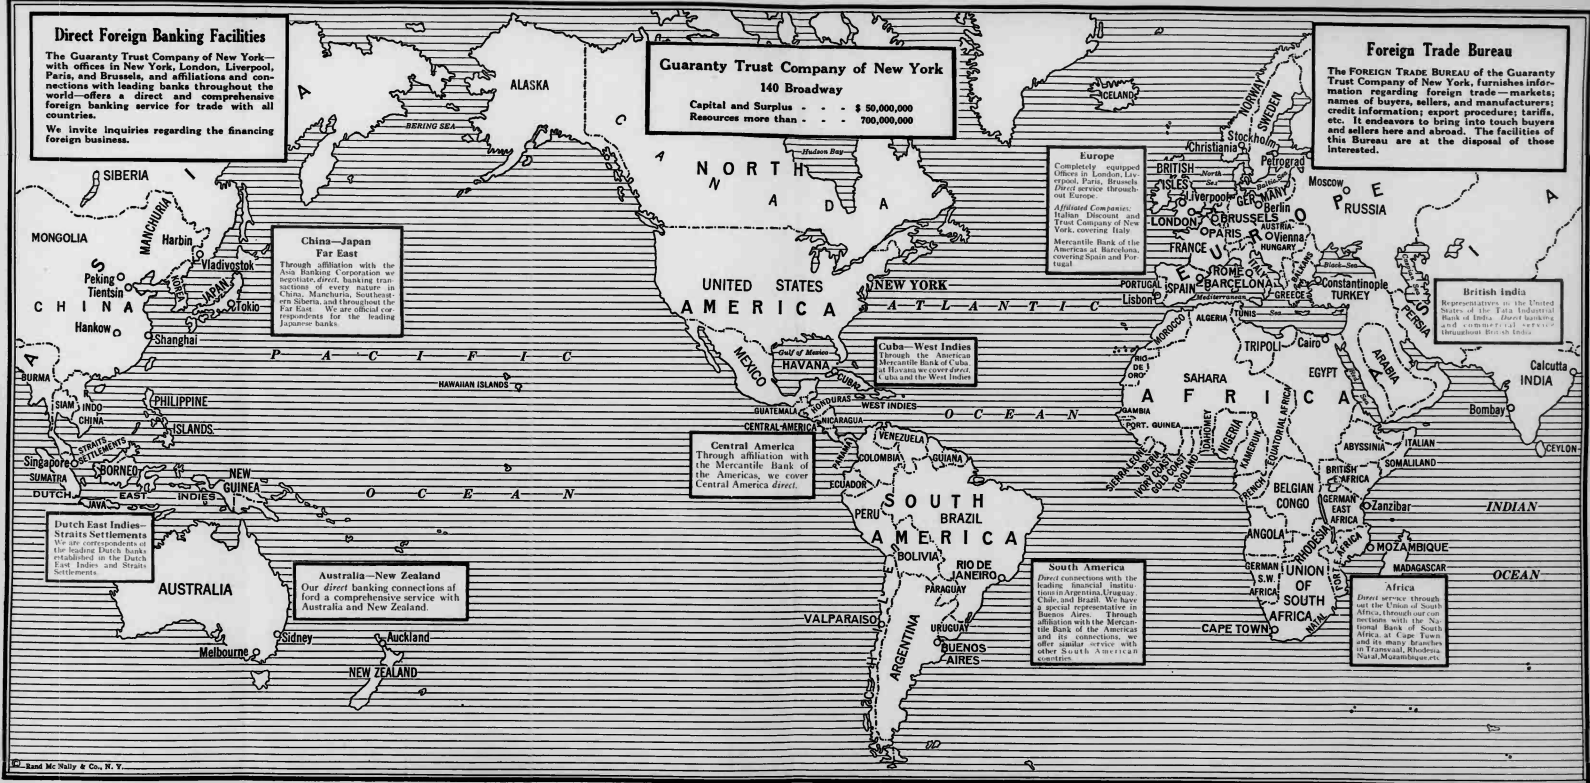 Direct Foreign Banking Facilities
The Guaranty Trust Company of New York—
with offices in New York, London, Liverpool,
Paris, and Brussels, and affiliations and con-
nections with leading banks throughout the
world—offers a direct and comprehensive
foreign banking service for trade with all
countries.
We invite inquiries regarding the financing
foreign business.
Guaranty Trust Company of New York
140 Broadway
Capital and Surplus - - - $ 50,000,000
Resources more than - - - 700,000,000
Foreign Trade Bureau
The FOREIGN TRADE BUREAU of the Guaranty
Trust Company of New York, furnishes infor-
mation regarding foreign trade—markets;
names of buyers, sellers, and manufacturers;
credit information; export procedure; tariffs,
etc. It endeavors to bring into touch buyers
and sellers here and abroad. The facilities of
this Bureau are at the disposal of those
interested.
Europe
Completely equipped
Offices in London, Liv-
erpool, Paris, Brussels
Direct service through-
out Europe.
Affiliated Companies:
Italian Discount and
Trust Company of New
York, covering Italy
Mercantile Bank of the
Americas at Barcelona,
covering Spain and Por-
tugal
China—Japan
Far East
Through affiliation with the
Asia Banking Corporation we
negotiate, direct, banking tran-
sactions of every nature in
China, Manchuria, Southeast-
ern Siberia, and throughout the
Far East. We are official cor-
respondents for the leading
Japanese banks.
British India
Representatives in the United
States of the Tata Industrial
Bank of India. Direct banking
and commercial service
throughout British India
Cuba—West Indies
Through the American
Mercantile Bank of Cuba,
at Havana we cover direct,
Cuba and the West Indies
Central America
Through affiliation with
the Mercantile Bank of
the Americas, we cover
Central America direct.
Dutch East Indies—
Straits Settlements
We are correspondents of
the leading Dutch banks
established in the Dutch
East Indies and Straits
Settlements.
Australia—New Zealand
Our direct banking connections af
ford a comprehensive service with
Australia and New Zealand.
South America
Direct connections with the
leading financial institu-
tions in Argentina, Uruguay,
Chile, and Brazil. We have
a special representative in
Buenos Aires. Through
affiliation with the Mercan-
tile Bank of the Americas
and its connections, we
offer similar service with
other South American
countries
Africa
Direct service through
out the Union of South
Africa, through our con
nections with the Na-
tional Bank of South
Africa, at Cape Town
and its many branches
in Transvaal, Rhodesia
Natal, Mozambique, etc
ASIA
SIBERIA
MONGOLIA
MANCHURIA
Harbin
Vladivostok
Peking
Tientsin
KOREA
JAPAN
Tokio
CHINA
Hankow
Shanghai
BURMA
SIAM
INDO
CHINA
PHILIPPINE
ISLANDS
STRAITS
SETTLEMENTS
Singapore
SUMATRA
BORNEO
DUTCH EAST INDIES
JAVA
NEW
GUINEA
AUSTRALIA
Sidney
Melbourne
Auckland
NEW ZEALAND
BERING SEA
PACIFIC
OCEAN
HAWAIIAN ISLANDS
ALASKA
CANADA
Hudson Bay
NORTH
AMERICA
UNITED STATES
NEW YORK
MEXICO
Gulf of Mexico
HAVANA
CUBA
WEST INDIES
GUATEMALA
HONDURAS
NICARAGUA
CENTRAL-AMERICA
PANAMA
ATLANTIC
OCEAN
VENEZUELA
COLOMBIA
GUIANA
ECUADOR
SOUTH
AMERICA
PERU
BRAZIL
BOLIVIA
RIO DE
JANEIRO
PARAGUAY
VALPARAISO
CHILE
URUGUAY
BUENOS
AIRES
ARGENTINA
ICELAND
NORWAY
SWEDEN
Stockholm
Christiania
Petrograd
BRITISH
ISLES
North
Sea
Baltic Sea
Moscow
RUSSIA
EUROPE
Liverpool
GERMANY
Berlin
LONDON
BRUSSELS
PARIS
AUSTRIA-
HUNGARY
Vienna
FRANCE
BALKANS
Black-Sea
Caspian Sea
PORTUGAL
Lisbon
SPAIN
ROME
ITALY
BARCELONA
GREECE
Constantinople
TURKEY
Mediterranean
Sea
PERSIA
ASIA
MOROCCO
ALGERIA
TUNIS
TRIPOLI
Cairo
EGYPT
ARABIA
Red
Sea
RIO
DE
ORO
SAHARA
AFRICA
GAMBIA
PORT. GUINEA
SIERRA-LEONE
LIBERIA
IVORY COAST
GOLD COAST
TOGOLAND
DAHOMEY
NIGERIA
KAMERUN
FRENCH EQUATORIAL AFRICA
ABYSSINIA
ITALIAN
SOMALILAND
BRITISH
E. AFRICA
BELGIAN
CONGO
GERMAN
EAST
AFRICA
Zanzibar
ANGOLA
RHODESIA
PORT. E. AFRICA
MOZAMBIQUE
MADAGASCAR
GERMAN
S.W.
AFRICA
UNION
OF
SOUTH
AFRICA
NATAL
CAPE TOWN
Calcutta
INDIA
Bombay
CEYLON
INDIAN
OCEAN
© Rand Mc Nally & Co., N. Y.